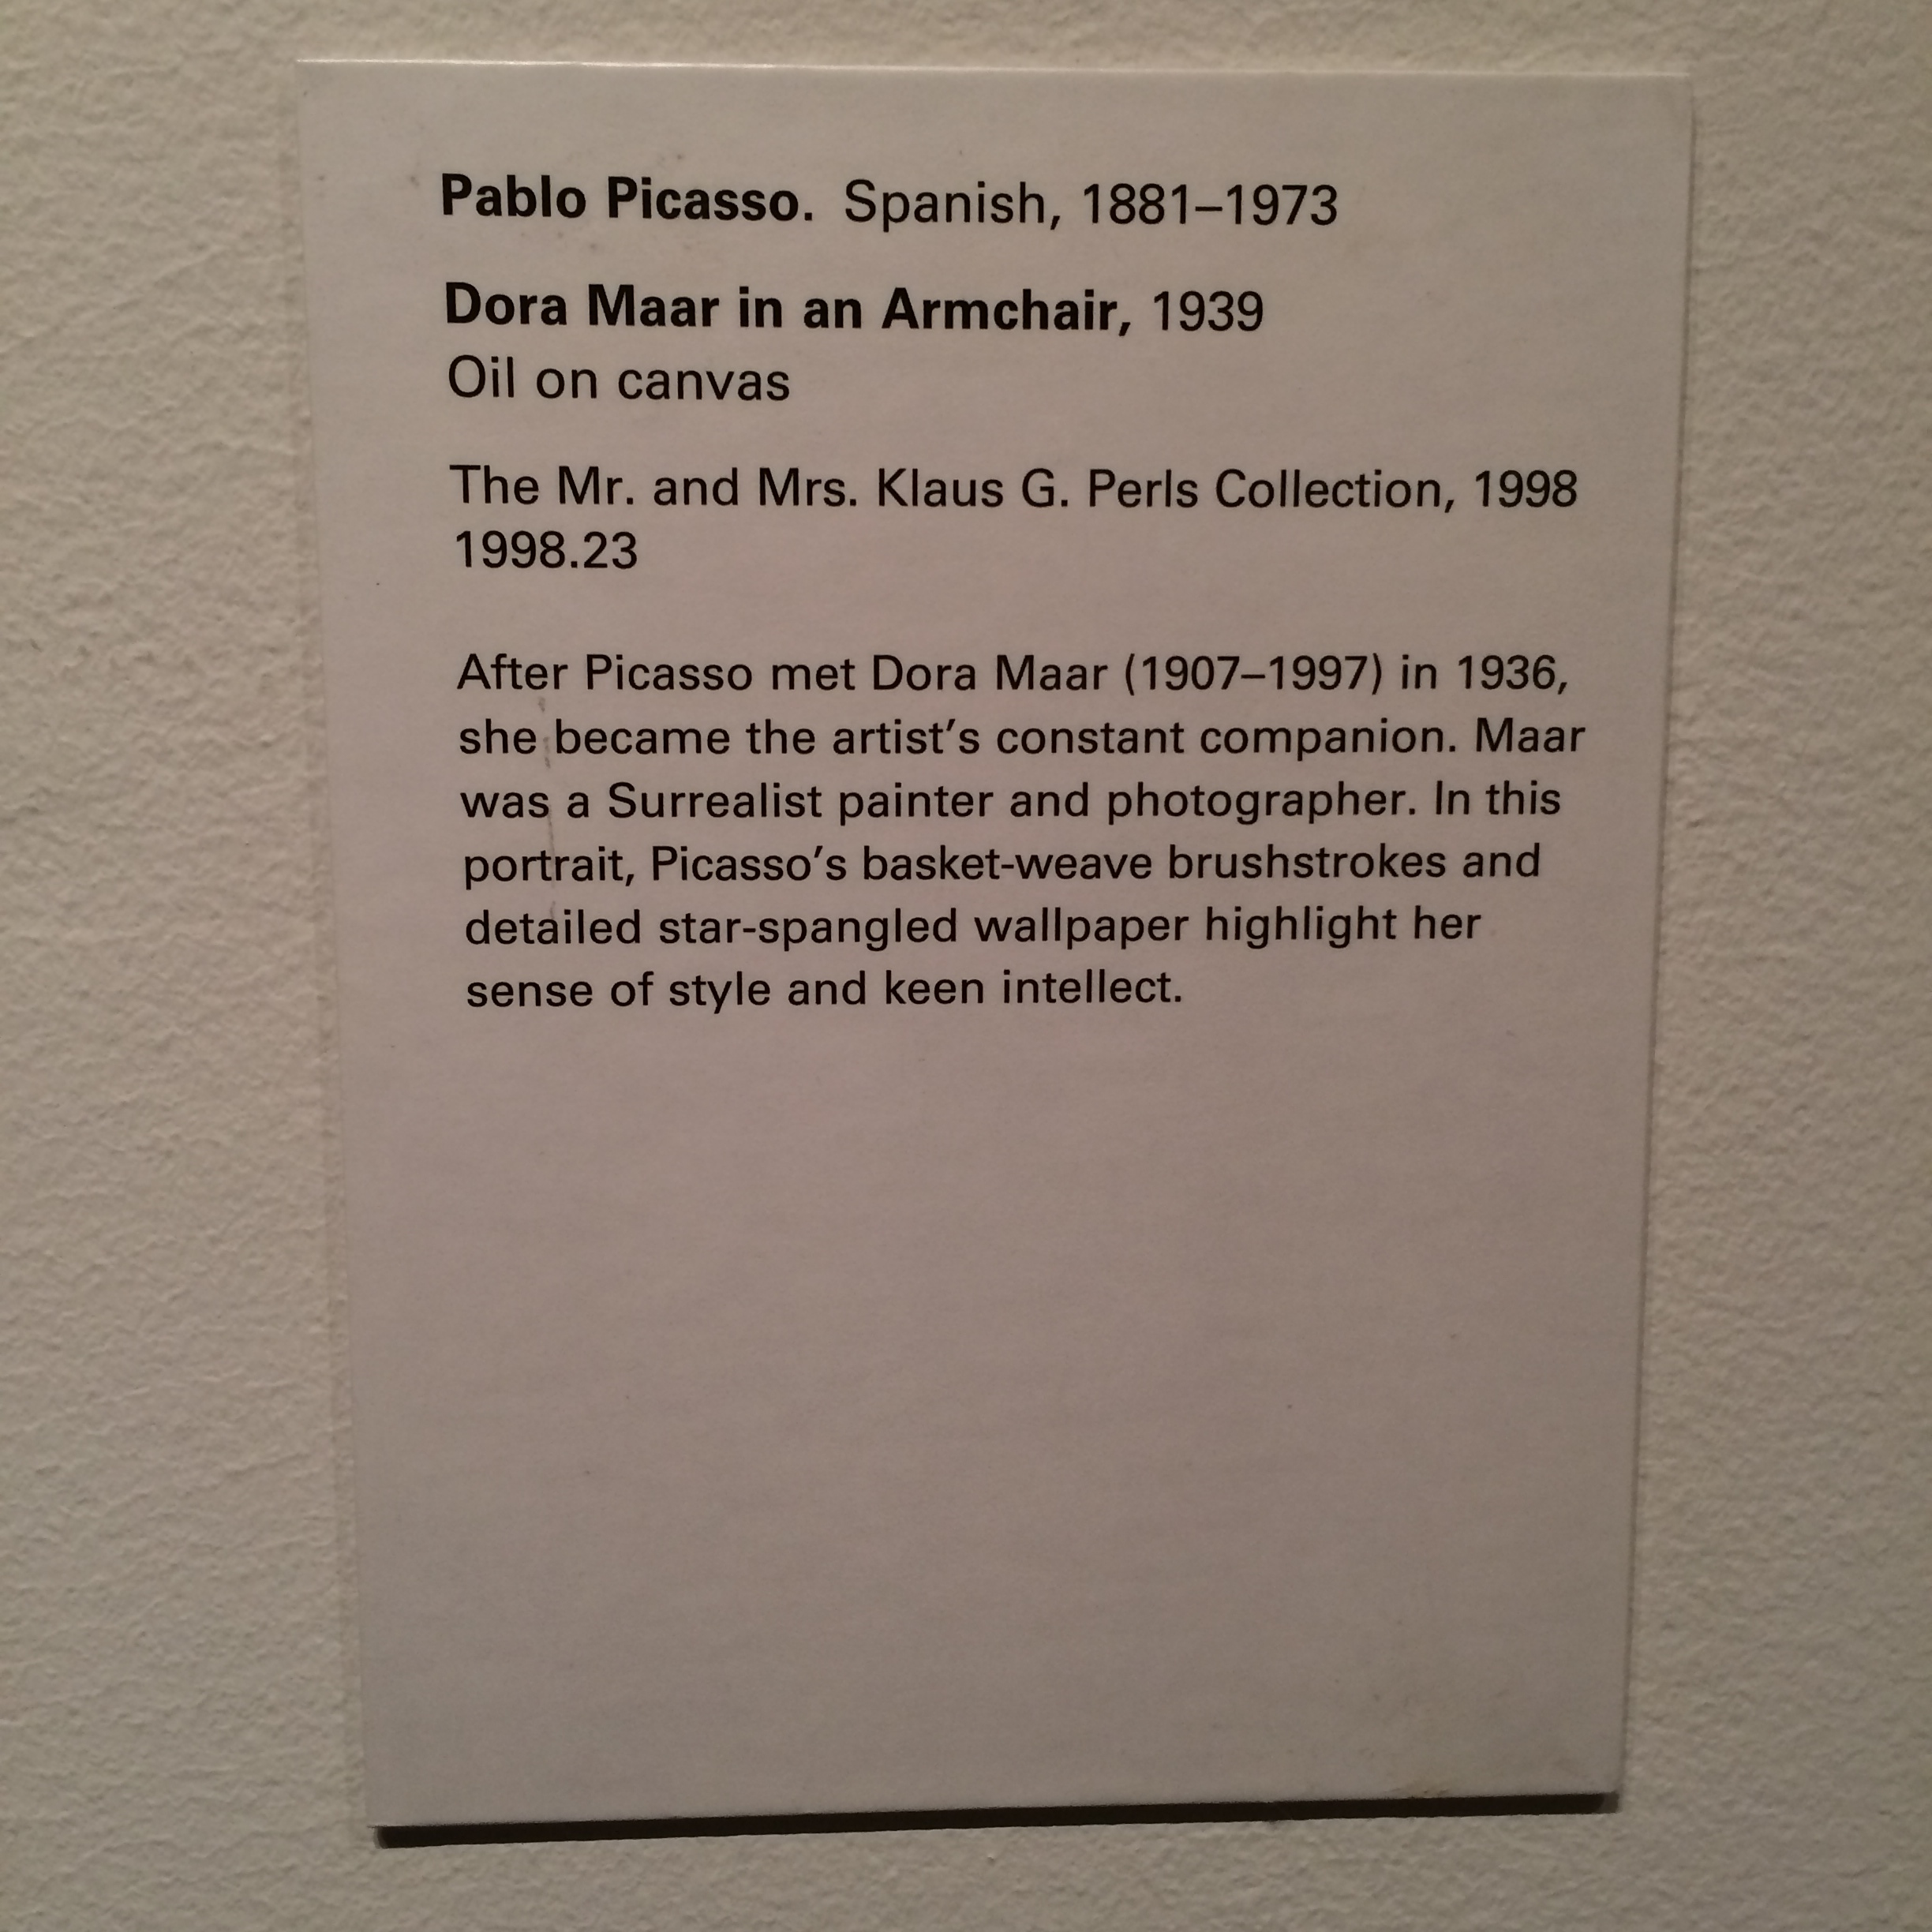 Pablo Picasso. Spanish, 1881–1973
Dora Maar in an Armchair, 1939
Oil on canvas
The Mr. and Mrs. Klaus G. Perls Collection, 1998
1998.23
After Picasso met Dora Maar (1907–1997) in 1936,
she became the artist’s constant companion. Maar
was a Surrealist painter and photographer. In this
portrait, Picasso’s basket-weave brushstrokes and
detailed star-spangled wallpaper highlight her
sense of style and keen intellect.